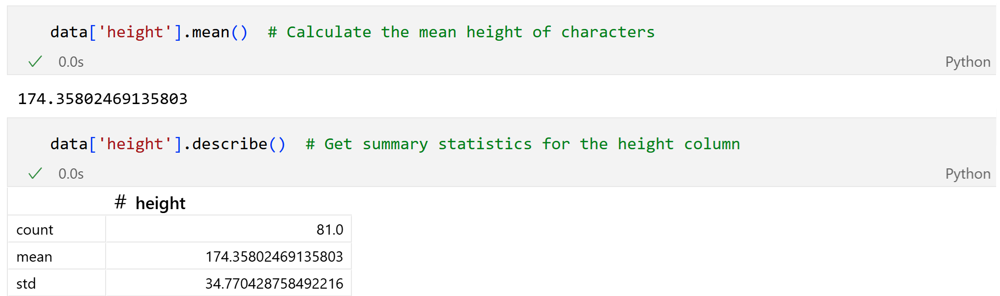 data['height'].mean()  # Calculate the mean height of characters
0.0s Python
174.35802469135803
data['height'].describe()  # Get summary statistics for the height column
0.0s Python
# height
count 81.0
mean 174.35802469135803
std 34.770428758492216